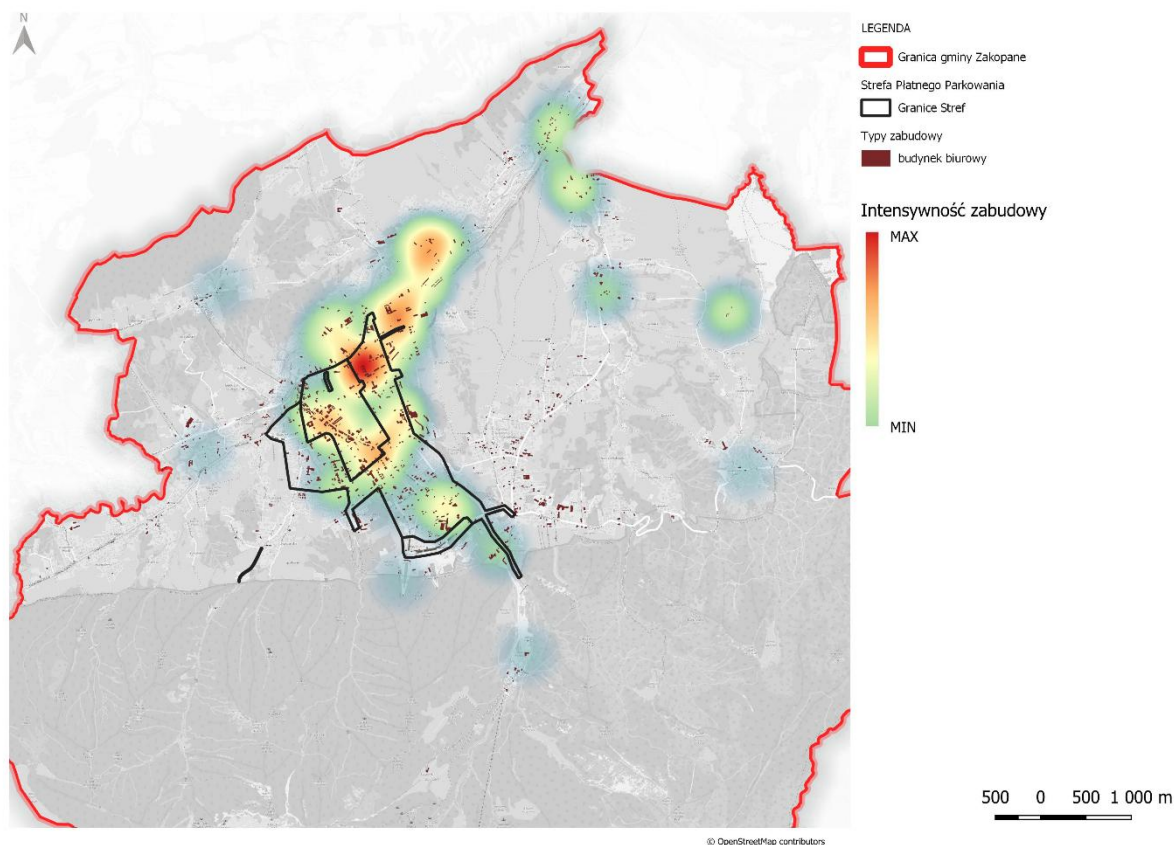 N
LEGENDA
Granica gminy Zakopane
Strefa Płatnego Parkowania
Granice Stref
Typy zabudowy
budynek biurowy
Intensywność zabudowy
MAX
MIN
500 0 500 1 000 m
© OpenStreetMap contributors